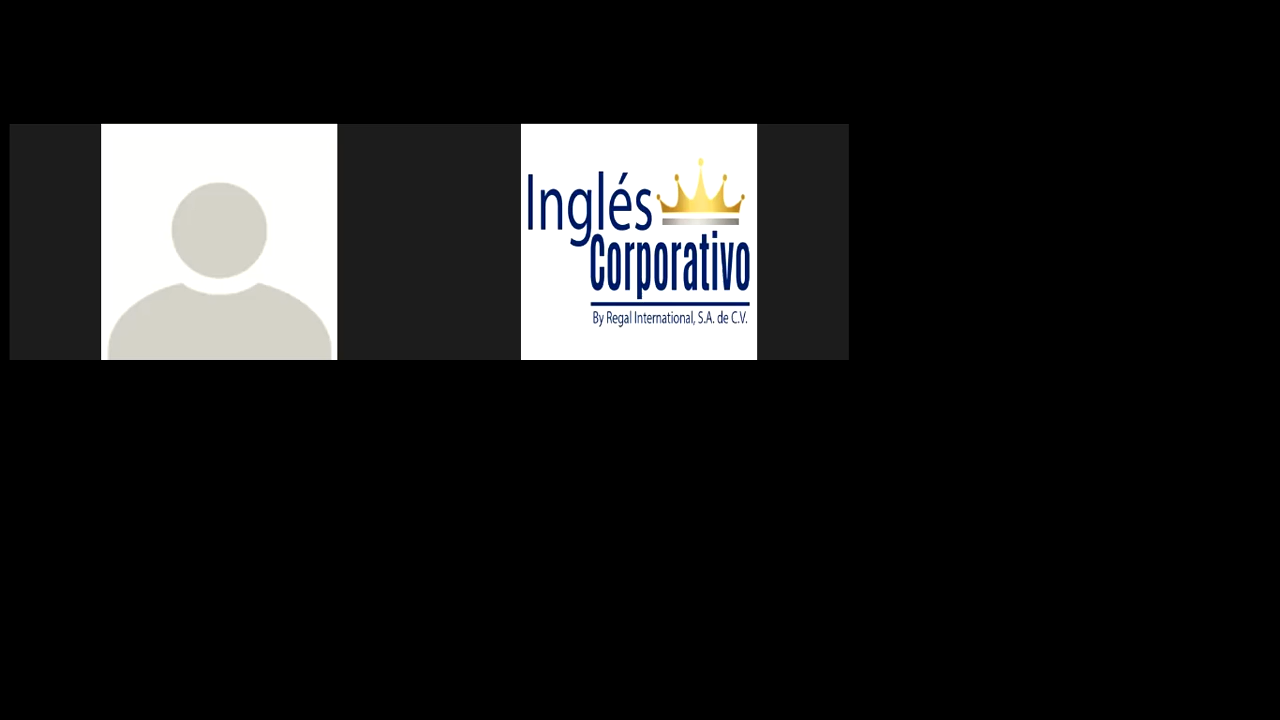 Inglés
Corporativo
By Regal International, S.A. de C.V.